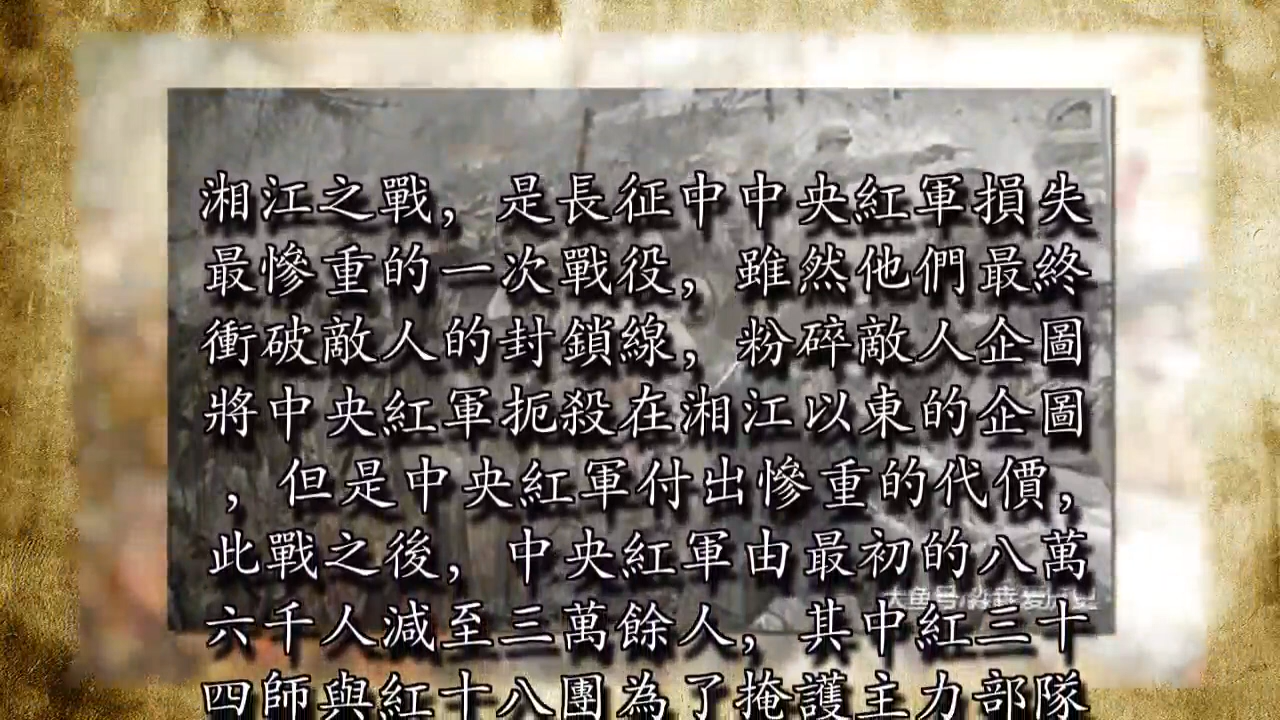 湘江之戰，是長征中中央紅軍損失
最慘重的一次戰役，雖然他們最終
衝破敵人的封鎖線，粉碎敵人企圖
將中央紅軍扼殺在湘江以東的企圖
，但是中央紅軍付出慘重的代價，
此戰之後，中央紅軍由最初的八萬
六千人減至三萬餘人，其中紅三十
四師與紅十八團為了掩護主力部隊